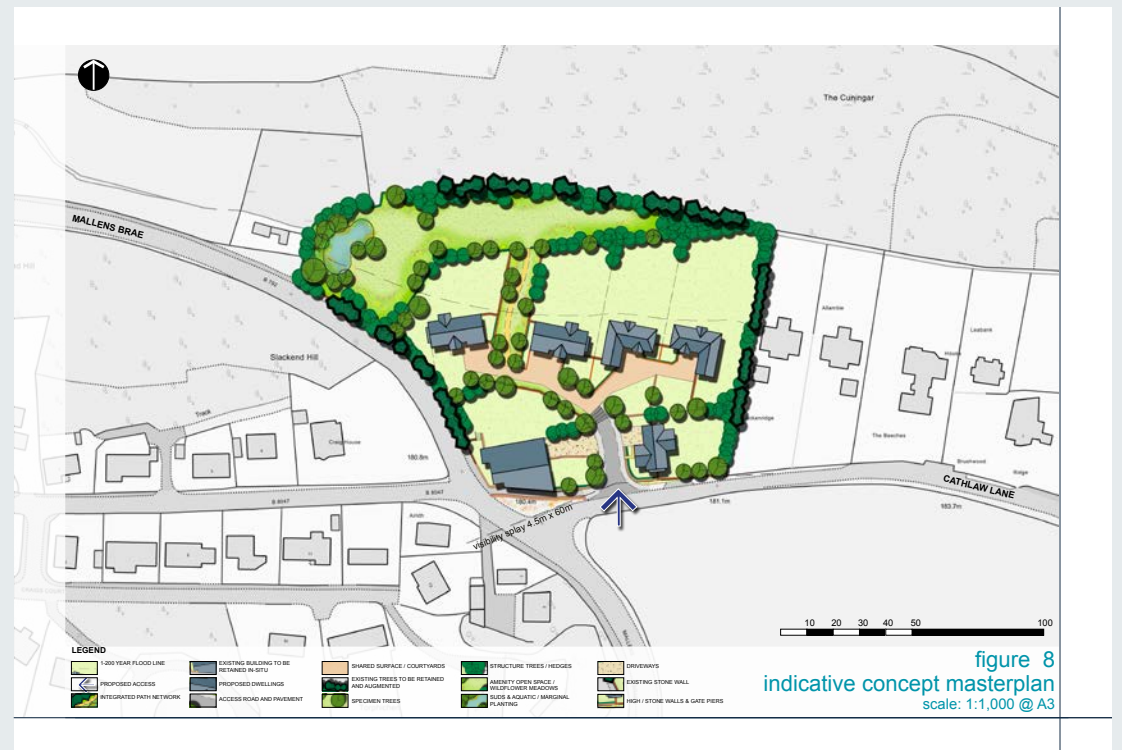 The Cuningar
MALLENS BRAE
B 792
Slackend Hill
Track
Craig House
180.8m
B 8047
B 8047
180.4m
181.1m
visibility splay 4.5m x 60m
Allambie
Leabank
The Beeches
Brushwood
Ridge
CATHLAW LANE
183.7m
10 20 30 40 50 100
LEGEND
1-200 YEAR FLOOD LINE
PROPOSED ACCESS
INTEGRATED PATH NETWORK
EXISTING BUILDING TO BE
RETAINED IN-SITU
PROPOSED DWELLINGS
ACCESS ROAD AND PAVEMENT
SHARED SURFACE / COURTYARDS
EXISTING TREES TO BE RETAINED
AND AUGMENTED
SPECIMEN TREES
STRUCTURE TREES / HEDGES
AMENITY OPEN SPACE /
WILDFLOWER MEADOWS
SUDS & AQUATIC / MARGINAL
PLANTING
DRIVEWAYS
EXISTING STONE WALL
HIGH / STONE WALLS & GATE PIERS
figure 8
indicative concept masterplan
scale: 1:1,000 @ A3